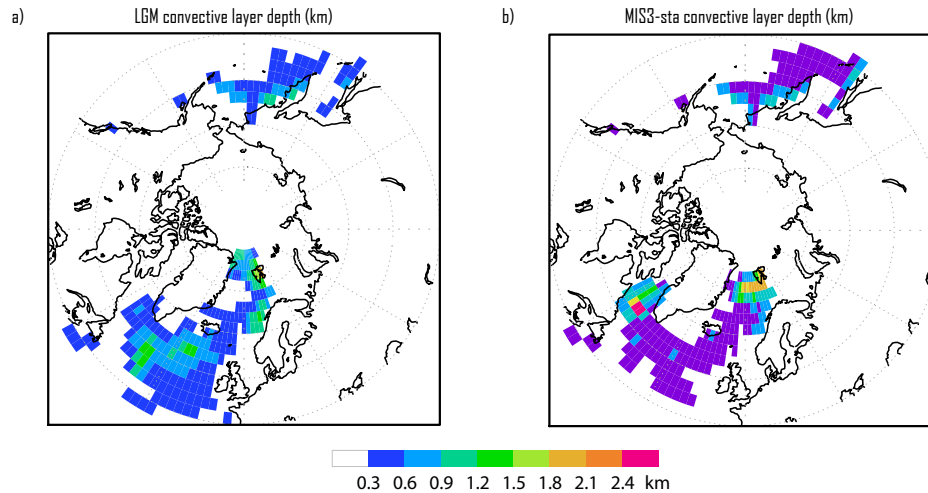 a) LGM convective layer depth (km)
b) MIS3-sta convective layer depth (km)
0.3 0.6 0.9 1.2 1.5 1.8 2.1 2.4 km